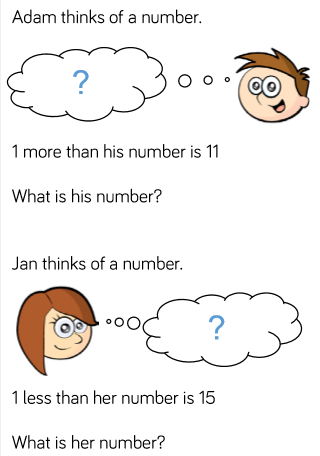 Adam thinks of a number.
?
1 more than his number is 11
What is his number?
Jan thinks of a number.
?
1 less than her number is 15
What is her number?